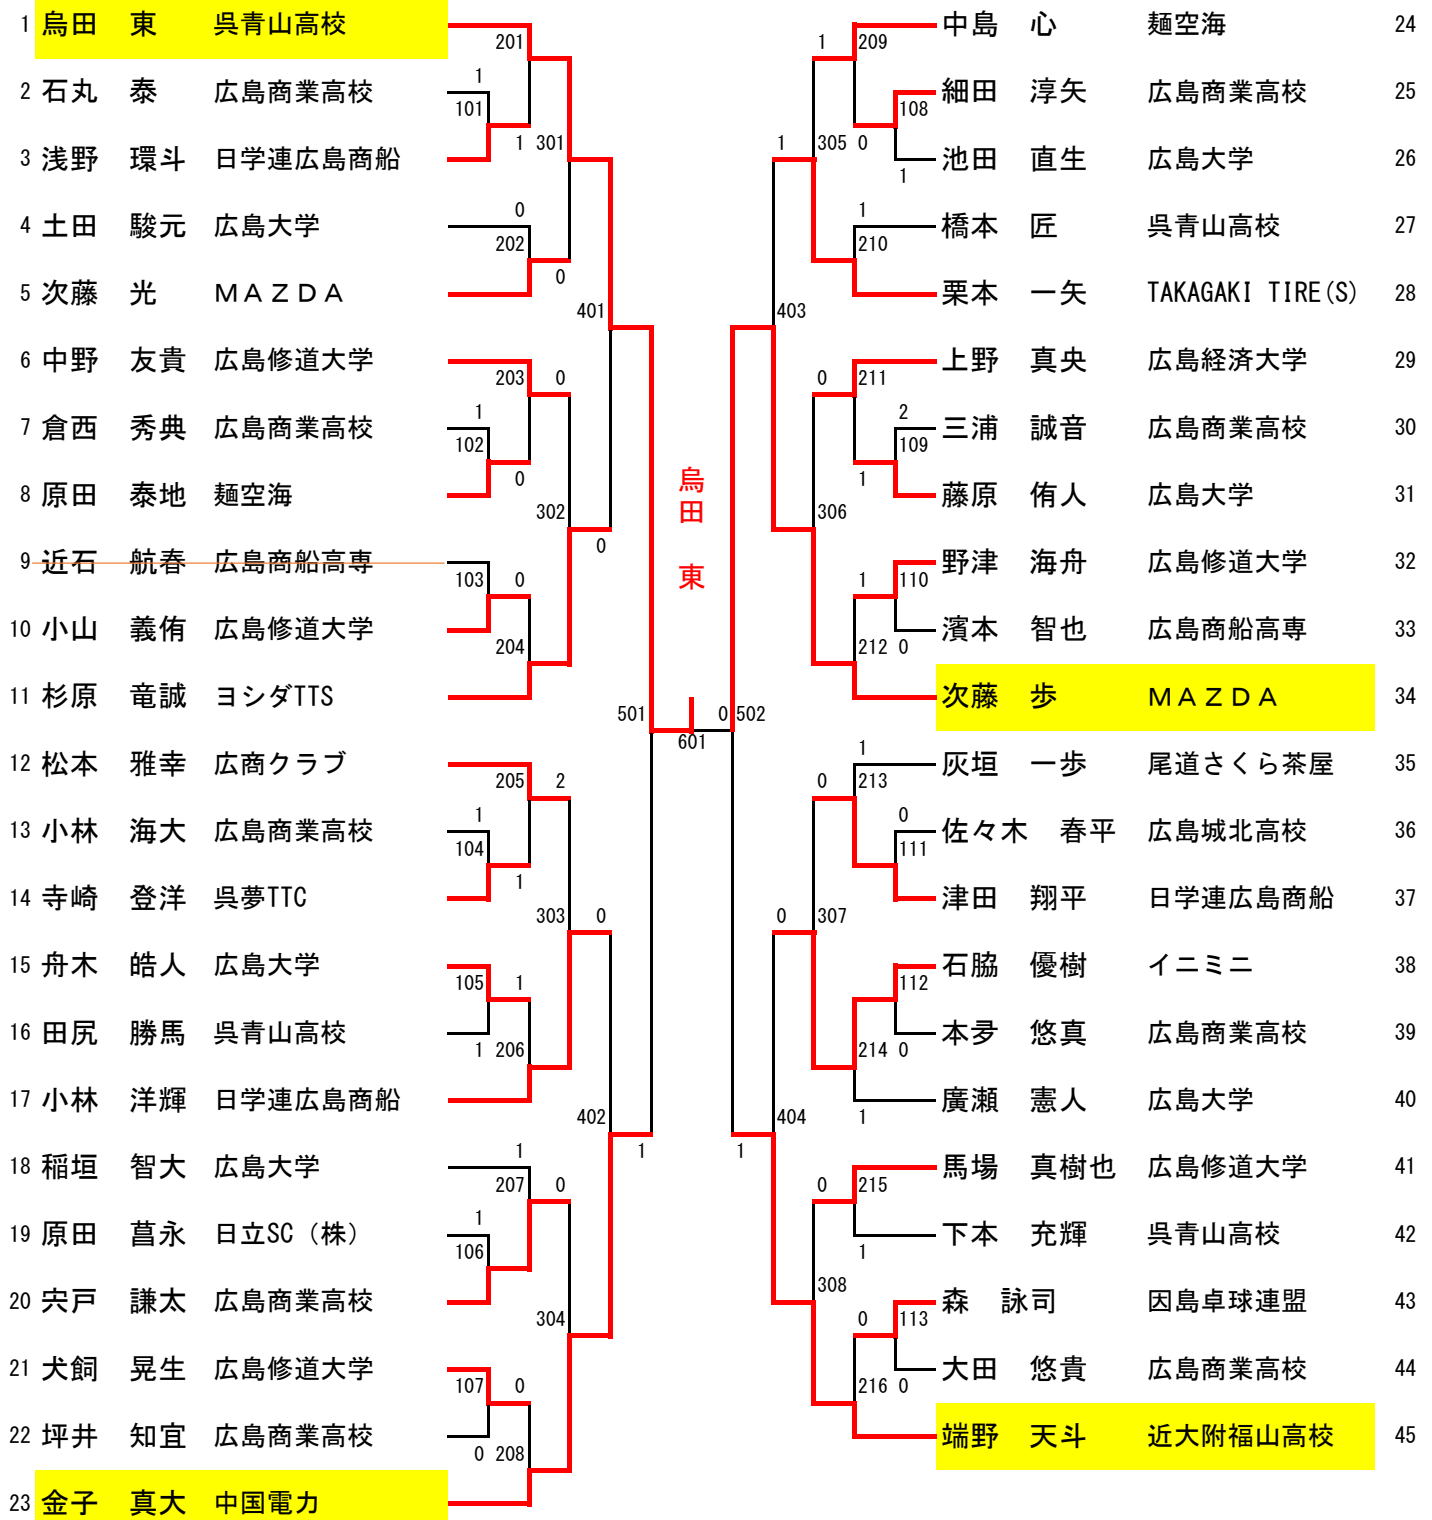 1 烏田 東 呉青山高校
201
2 石丸 泰 広島商業高校
1
101
3 浅野 環斗 日学連広島商船
1 301
4 土田 駿元 広島大学
0
202
5 次藤 光 ＭＡＺＤＡ
0
401
6 中野 友貴 広島修道大学
203 0
7 倉西 秀典 広島商業高校
1
102
8 原田 泰地 麺空海
0
302
0
9 近石 航春 広島商船高専
103 0
10 小山 義侑 広島修道大学
204
11 杉原 竜誠 ヨシダTTS
501
12 松本 雅幸 広商クラブ
205 2
13 小林 海大 広島商業高校
1
104
14 寺崎 登洋 呉夢TTC
1
303 0
15 舟木 皓人 広島大学
105 1
16 田尻 勝馬 呉青山高校
1 206
17 小林 洋輝 日学連広島商船
402
1
18 稲垣 智大 広島大学
1
207 0
19 原田 菖永 日立SC（株）
1
106
20 宍戸 謙太 広島商業高校
304
21 犬飼 晃生 広島修道大学
107 0
22 坪井 知宜 広島商業高校
0 208
23 金子 真大 中国電力
烏田 東
601
0 502
中島 心 麺空海 24
1 209
細田 淳矢 広島商業高校 25
108
1 305 0
池田 直生 広島大学 26
1
橋本 匠 呉青山高校 27
1
210
栗本 一矢 TAKAGAKI TIRE(S) 28
403
上野 真央 広島経済大学 29
0 211
三浦 誠音 広島商業高校 30
2
109
藤原 侑人 広島大学 31
1
306
野津 海舟 広島修道大学 32
1 110
濱本 智也 広島商船高専 33
212 0
次藤 歩 ＭＡＺＤＡ 34
灰垣 一歩 尾道さくら茶屋 35
1
0 213
佐々木 春平 広島城北高校 36
0
111
津田 翔平 日学連広島商船 37
0 307
石脇 優樹 イニミニ 38
112
本夛 悠真 広島商業高校 39
214 0
廣瀬 憲人 広島大学 40
1
404
1
馬場 真樹也 広島修道大学 41
0 215
下本 充輝 呉青山高校 42
1
308
森 詠司 因島卓球連盟 43
0 113
大田 悠貴 広島商業高校 44
216 0
端野 天斗 近大附福山高校 45